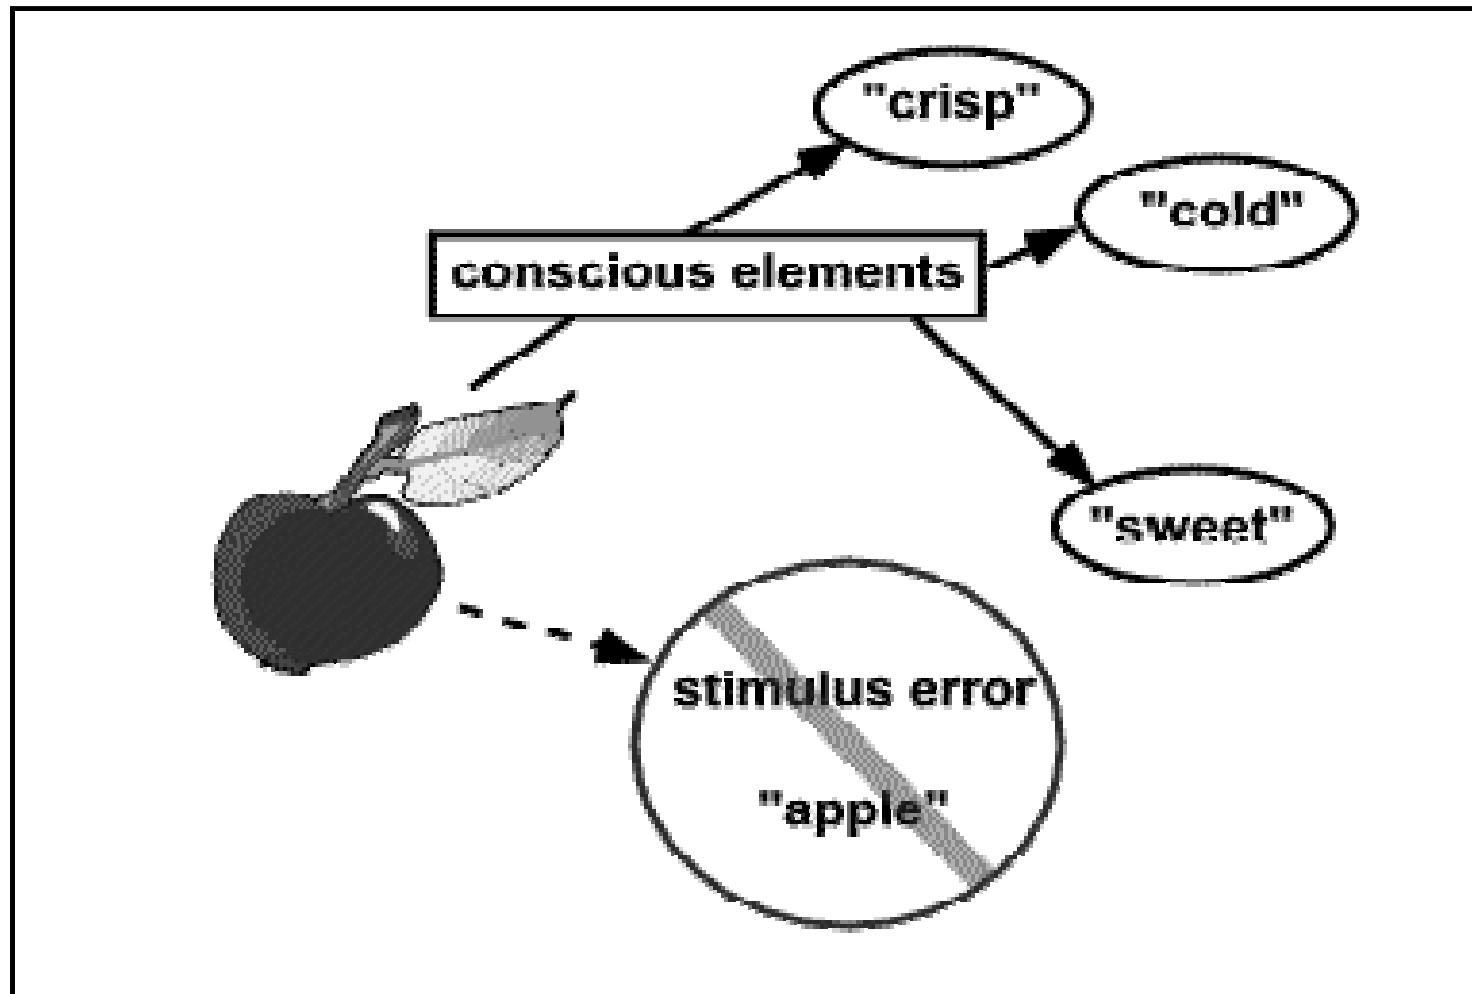 "crisp"
"cold"
conscious elements
"sweet"
stimulus error
"apple"